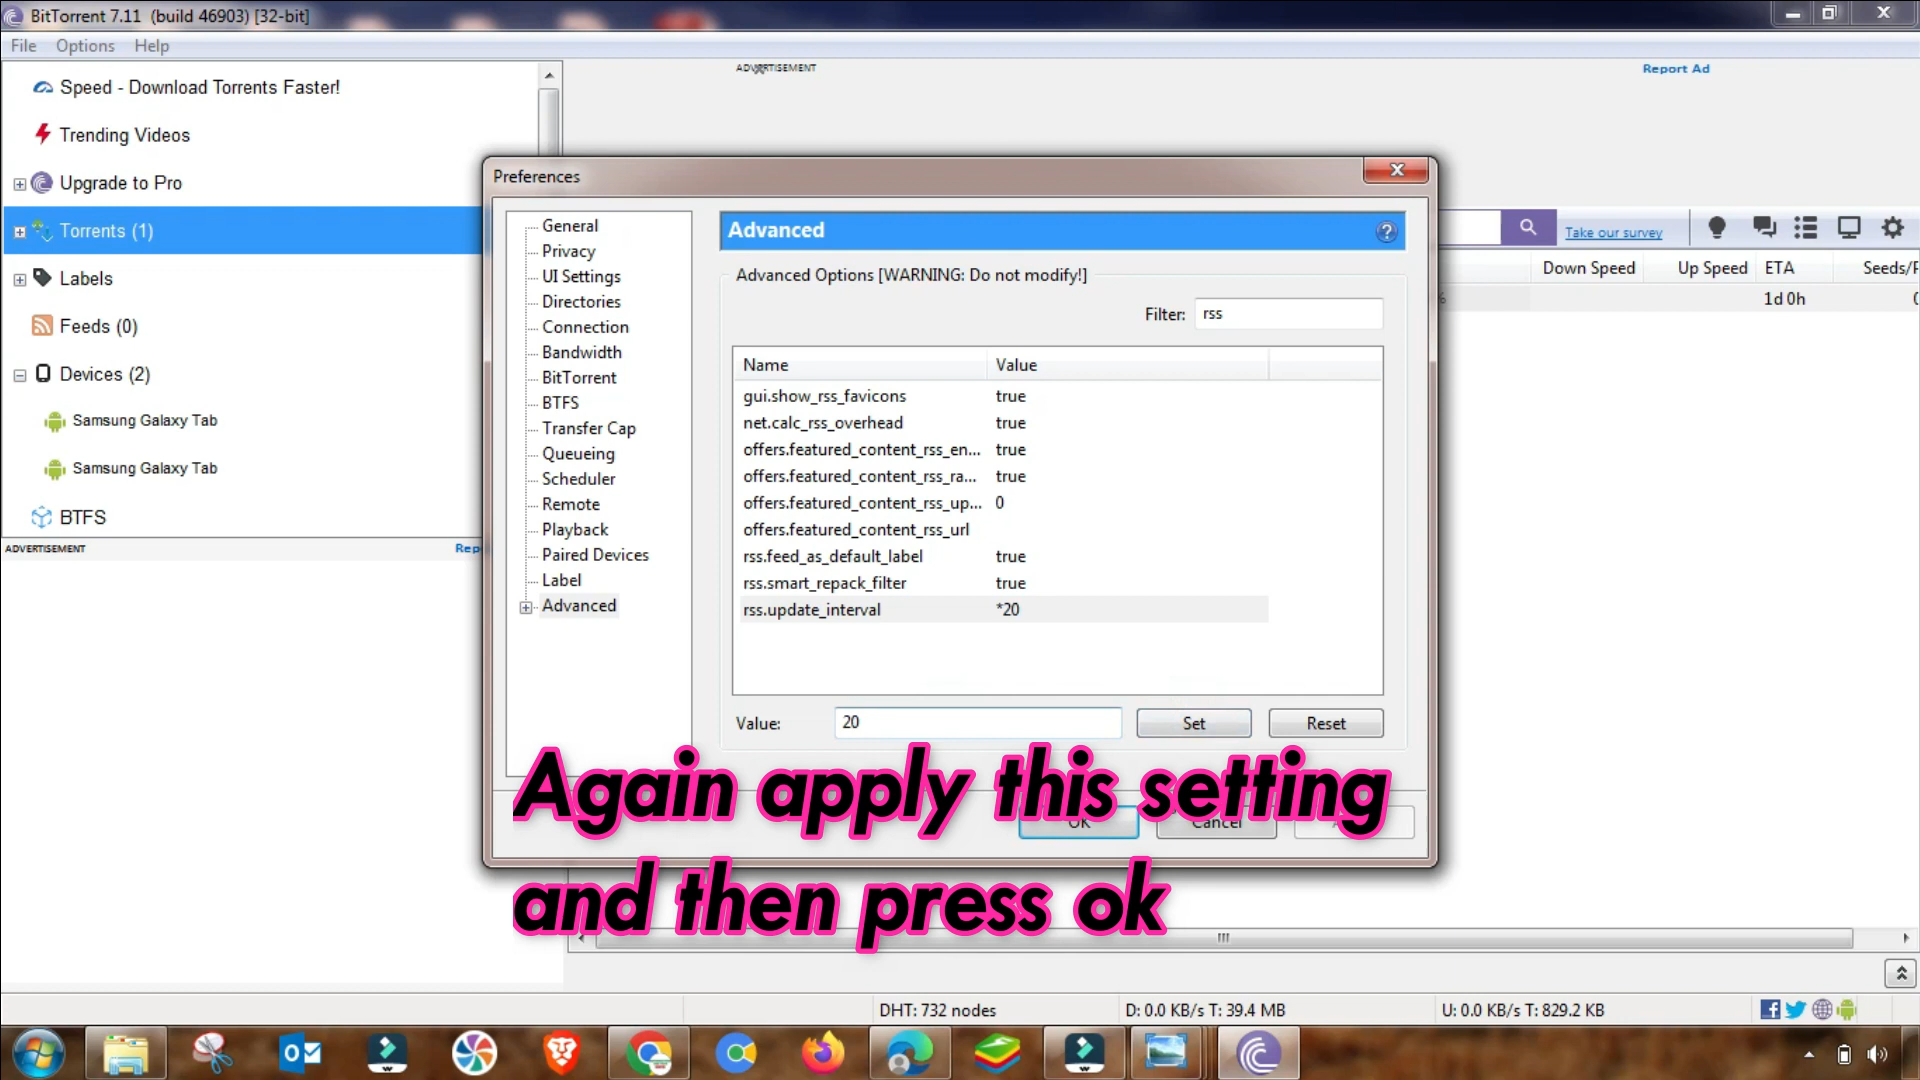 BitTorrent 7.11 (build 46903) [32-bit]
File Options Help
Speed - Download Torrents Faster!
Trending Videos
Upgrade to Pro
Torrents (1)
Labels
Feeds (0)
Devices (2)
Samsung Galaxy Tab
Samsung Galaxy Tab
BTFS
ADVERTISEMENT
Rep
ADVERTISEMENT
Report Ad
Take our survey
Down Speed Up Speed ETA Seeds/P
1d 0h
Preferences
General
Privacy
UI Settings
Directories
Connection
Bandwidth
BitTorrent
BTFS
Transfer Cap
Queueing
Scheduler
Remote
Playback
Paired Devices
Label
Advanced
Advanced
Advanced Options [WARNING: Do not modify!]
Filter: rss
Name Value
gui.show_rss_favicons true
net.calc_rss_overhead true
offers.featured_content_rss_en... true
offers.featured_content_rss_ra... true
offers.featured_content_rss_up... 0
offers.featured_content_rss_url
rss.feed_as_default_label true
rss.smart_repack_filter true
rss.update_interval *20
Value: 20 Set Reset
OK Cancel
Again apply this setting
and then press ok
DHT: 732 nodes D: 0.0 KB/s T: 39.4 MB U: 0.0 KB/s T: 829.2 KB